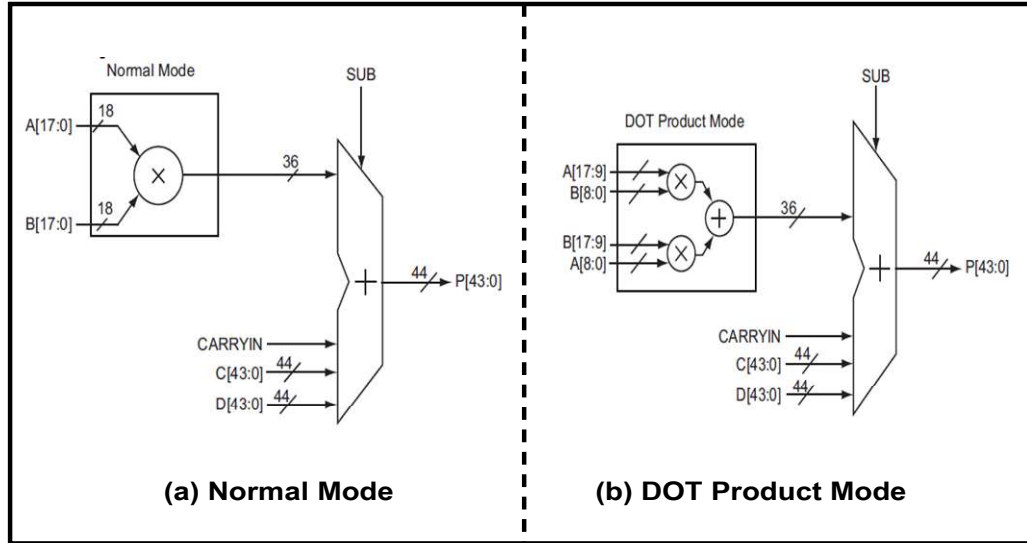 Normal Mode
SUB
18
A[17:0]
36
B[17:0]
18
44
P[43:0]
CARRYIN
44
C[43:0]
44
D[43:0]
(a) Normal Mode
SUB
DOT Product Mode
A[17:9]
B[8:0]
36
B[17:9]
A[8:0]
44
P[43:0]
CARRYIN
44
C[43:0]
44
D[43:0]
(b) DOT Product Mode